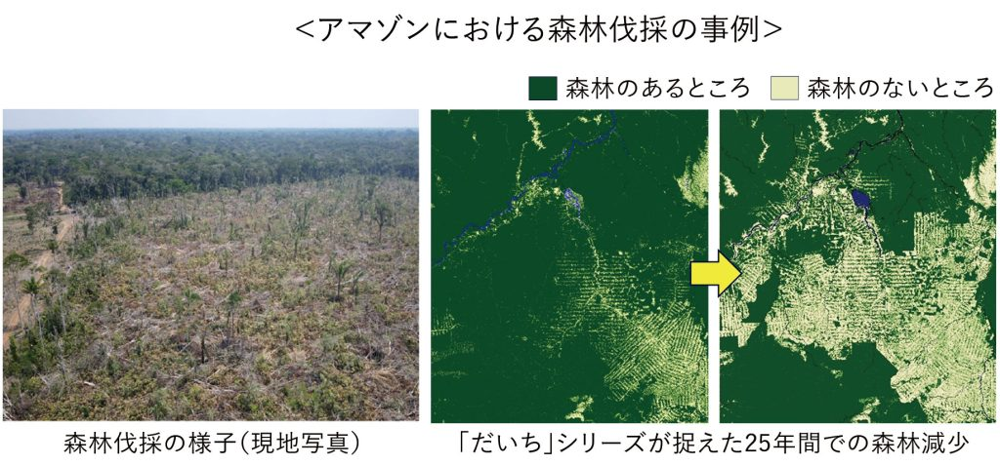 <アマゾンにおける森林伐採の事例>
森林のあるところ 森林のないところ
森林伐採の様子(現地写真)
「だいち」シリーズが捉えた25年間での森林減少